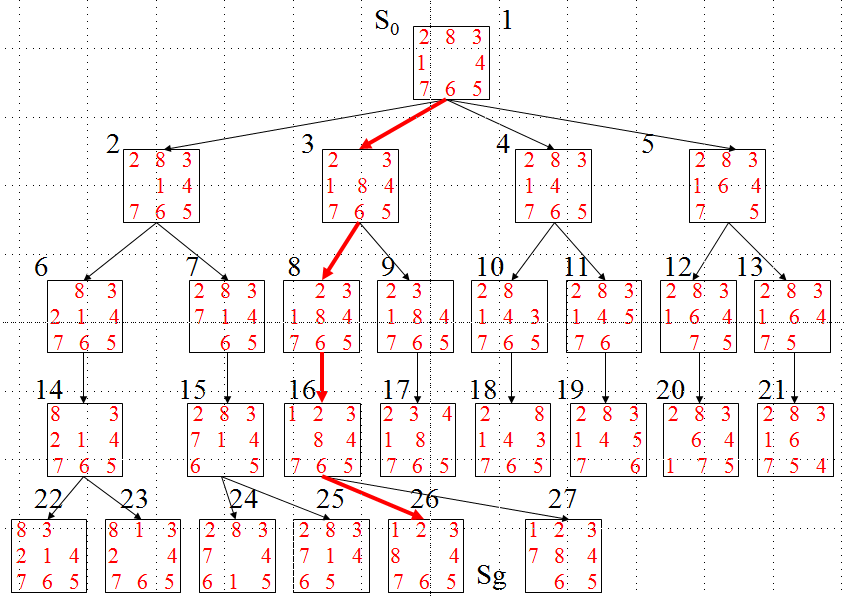 S0 1
2 8 3
1 4
7 6 5
2 3 4 5
2 8 3 2 3 2 8 3 2 8 3
1 4 1 8 4 1 4 1 6 4
7 6 5 7 6 5 7 6 5 7 5
6 7 8 9 10 11 12 13
8 3 2 8 3 2 3 2 3 2 8 2 8 3 2 8 3 2 8 3
2 1 4 7 1 4 1 8 4 1 8 4 1 4 3 1 4 5 1 6 4 1 6 4
7 6 5 6 5 7 6 5 7 6 5 7 6 5 7 6 7 5 7 5
14 15 16 17 18 19 20 21
8 3 2 8 3 1 2 3 2 3 4 2 8 2 8 3 2 8 3 2 8 3
2 1 4 7 1 4 8 4 1 8 1 4 3 1 4 5 6 4 1 6
7 6 5 6 5 7 6 5 7 6 5 7 6 5 7 6 1 7 5 7 5 4
22 23 24 25 26 27
8 3 8 1 3 2 8 3 2 8 3 1 2 3 1 2 3
2 1 4 2 4 7 4 7 1 4 8 4 7 8 4
7 6 5 7 6 5 6 1 5 6 5 7 6 5 6 5
Sg